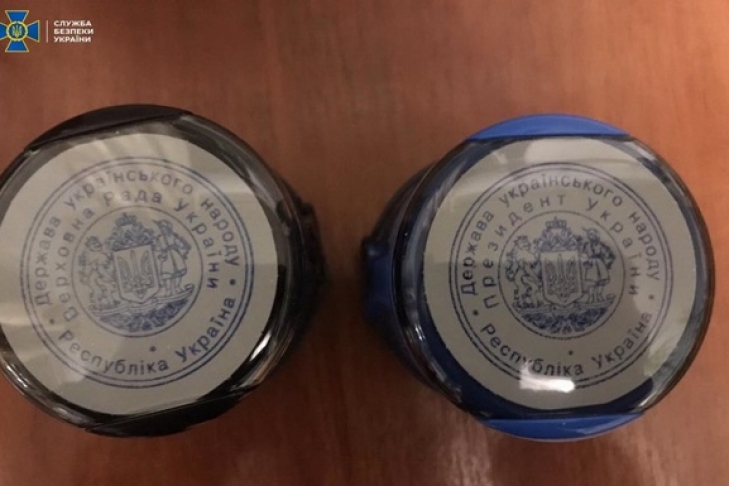 СЛУЖБА
БЕЗПЕКИ
УКРАЇНИ
Держава українського народу
Верховна Рада України
Республіка Україна
Держава українського народу
Президент України
Республіка Україна